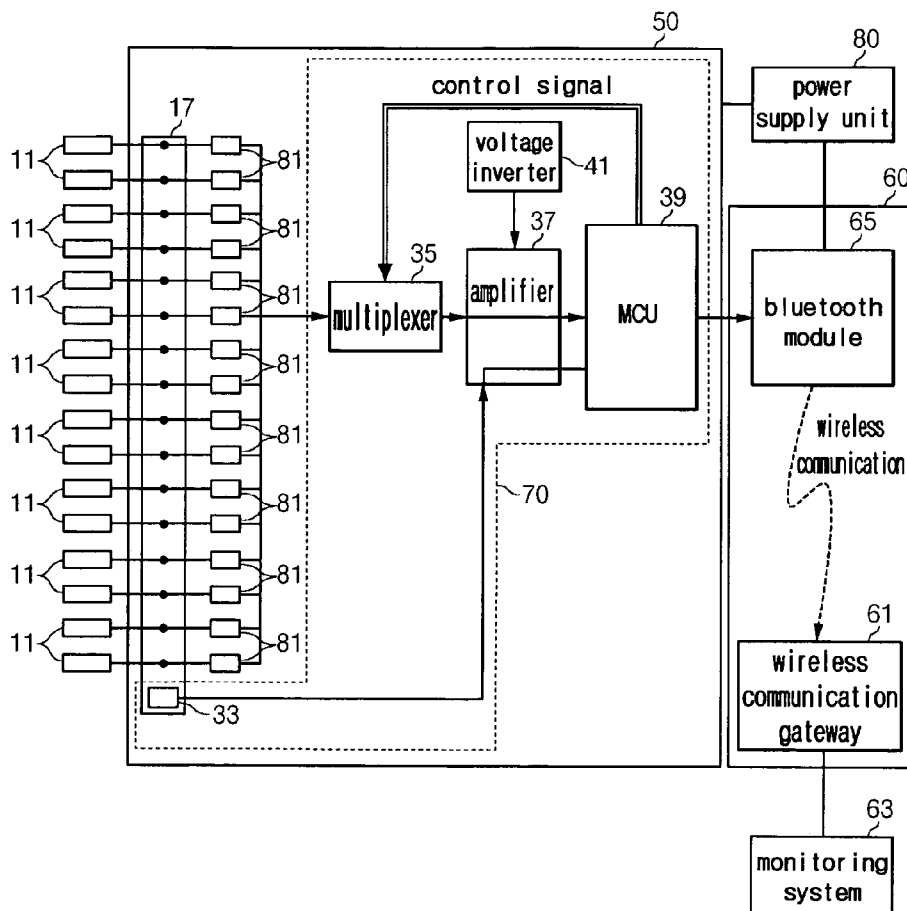 50
80
control signal
power
supply unit
17
voltage
inverter
41
11
81
39
60
11
81
65
35
37
11
81
amplifier
multiplexer
MCU
bluetooth
module
11
81
11
81
wireless
communication
70
11
81
11
81
61
11
81
wireless
communication
gateway
33
63
monitoring
system